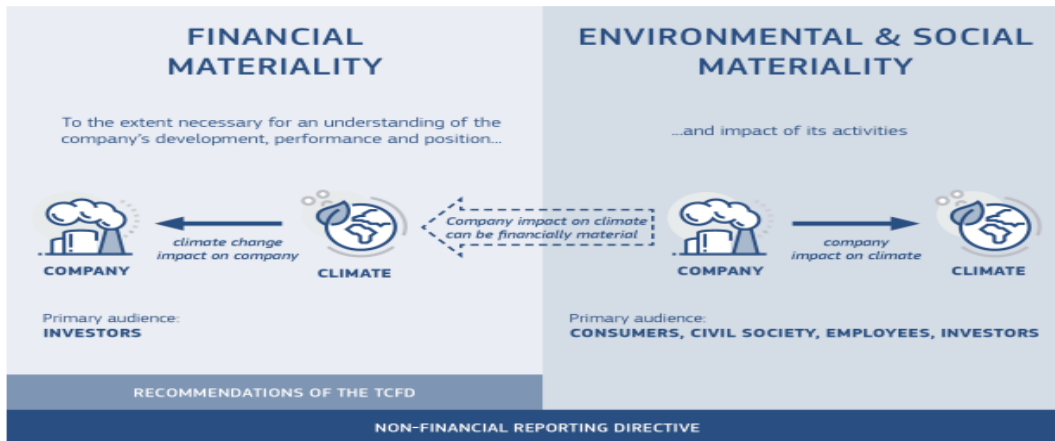 FINANCIAL
MATERIALITY
To the extent necessary for an understanding of the
company's development, performance and position...
climate change
impact on company
COMPANY
CLIMATE
Primary audience:
INVESTORS
RECOMMENDATIONS OF THE TCFD
Company impact on climate
can be financially material
ENVIRONMENTAL & SOCIAL
MATERIALITY
...and impact of its activities
company
impact on climate
COMPANY
CLIMATE
Primary audience:
CONSUMERS, CIVIL SOCIETY, EMPLOYEES, INVESTORS
NON-FINANCIAL REPORTING DIRECTIVE